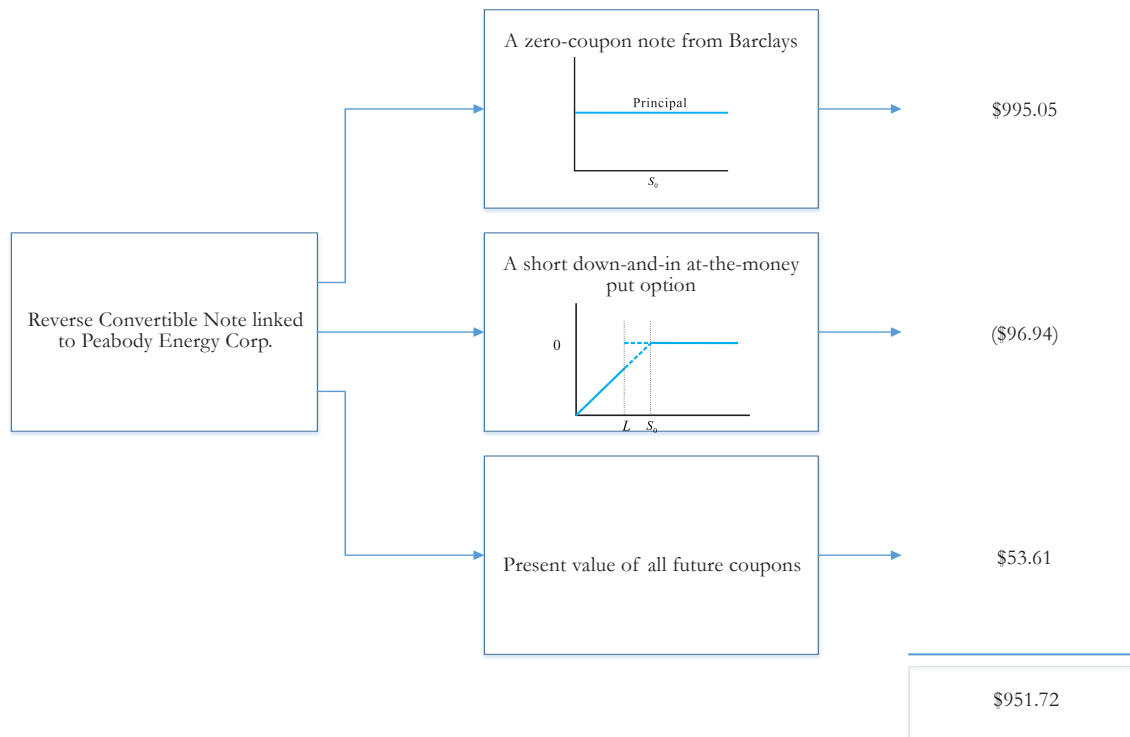 A zero-coupon note from Barclays
Principal
S₀
$995.05
Reverse Convertible Note linked
to Peabody Energy Corp.
A short down-and-in at-the-money
put option
0
L S₀
($96.94)
Present value of all future coupons
$53.61
$951.72